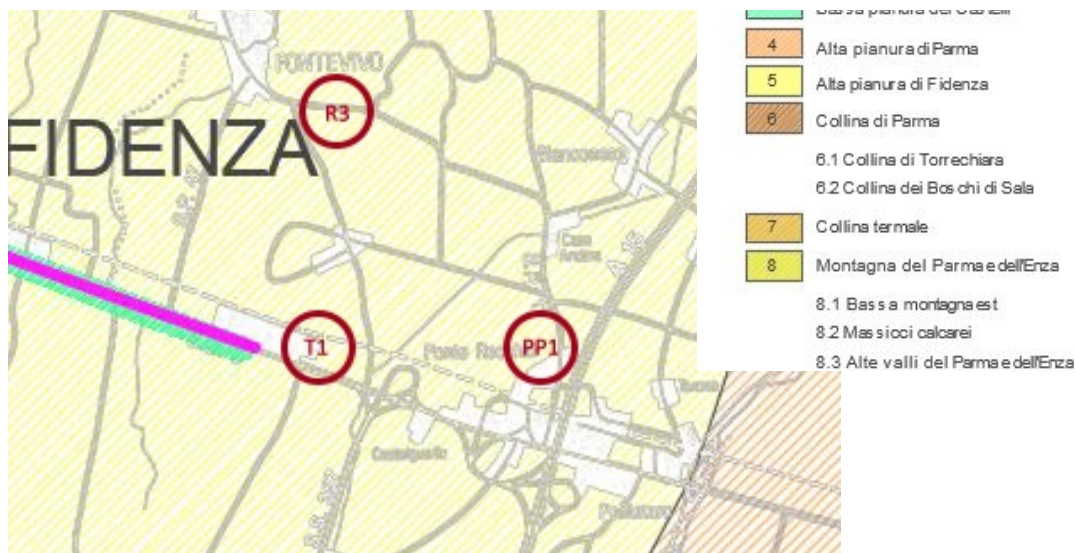 PONTEVIVO
R3
FIDENZA
Bianconese
Casa
Andina
T1
PP1
4 Alta pianura di Parma
5 Alta pianura di Fidenza
6 Collina di Parma
6.1 Collina di Torrechiara
6.2 Collina dei Boschi di Sala
7 Collina termale
8 Montagna del Parma e dell'Enza
8.1 Bassa montagna est
8.2 Massicci calcarei
8.3 Alte valli del Parma e dell'Enza